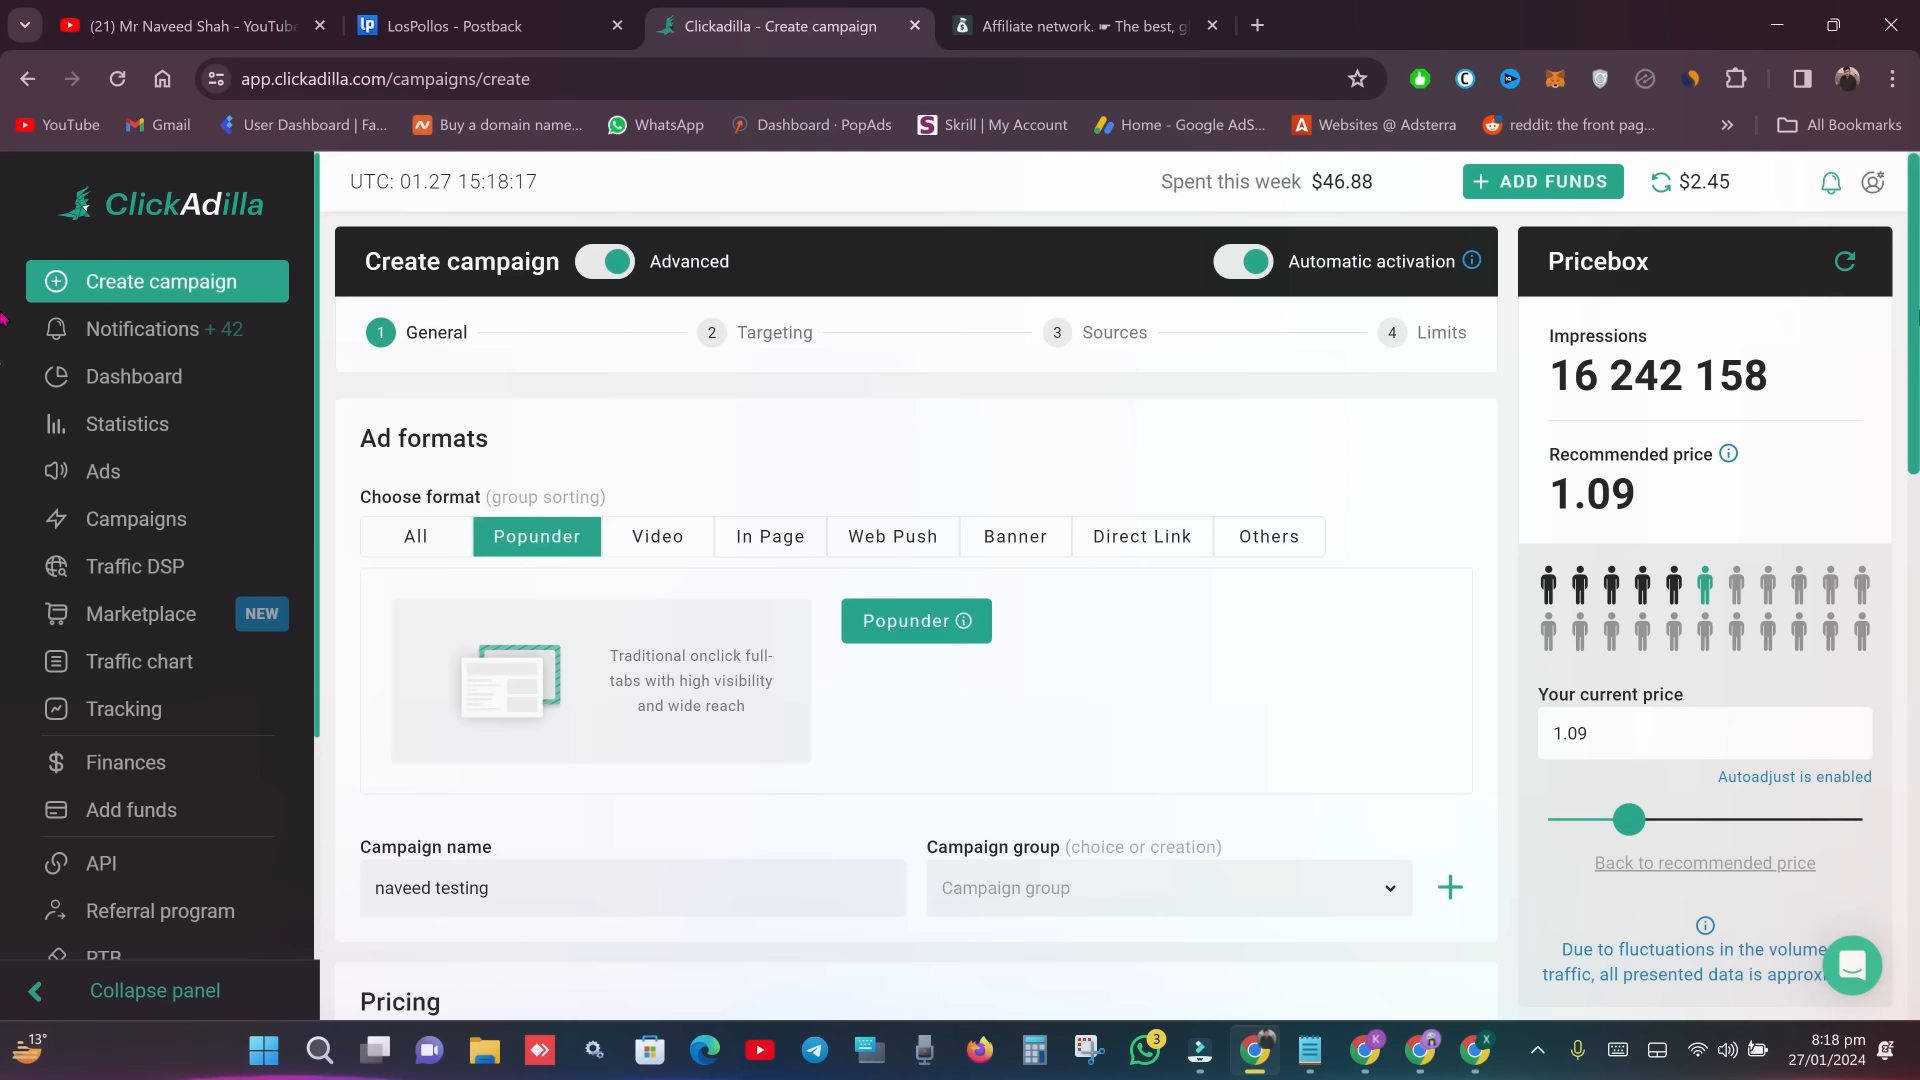 (21) Mr Naveed Shah - YouTube
LosPollos - Postback
Clickadilla - Create campaign
Affiliate network. ☛ The best, g
app.clickadilla.com/campaigns/create
YouTube
Gmail
User Dashboard | Fa...
Buy a domain name...
WhatsApp
Dashboard · PopAds
Skrill | My Account
Home - Google AdS...
Websites @ Adsterra
reddit: the front pag...
All Bookmarks
ClickAdilla
UTC: 01.27 15:18:17
Spent this week $46.88
+ ADD FUNDS
$2.45
Create campaign
Notifications + 42
Dashboard
Statistics
Ads
Campaigns
Traffic DSP
Marketplace NEW
Traffic chart
Tracking
Finances
Add funds
API
Referral program
RTB
Collapse panel
Create campaign
Advanced
Automatic activation
1 General
2 Targeting
3 Sources
4 Limits
Ad formats
Choose format (group sorting)
All
Popunder
Video
In Page
Web Push
Banner
Direct Link
Others
Traditional onclick full-
tabs with high visibility
and wide reach
Popunder
Campaign name
naveed testing
Campaign group (choice or creation)
Campaign group
Pricing
Pricebox
Impressions
16 242 158
Recommended price
1.09
Your current price
1.09
Autoadjust is enabled
Back to recommended price
Due to fluctuations in the volume
traffic, all presented data is approxi
13°
3
K
X
8:18 pm
27/01/2024